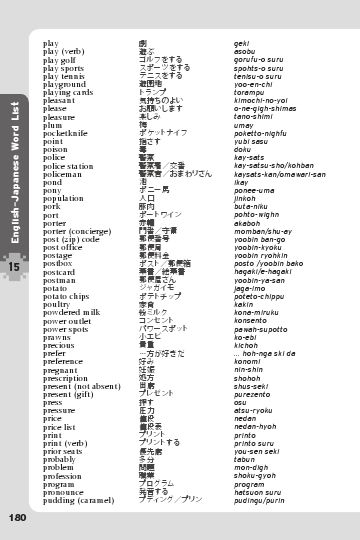 play 劇 geki
play (verb) 遊ぶ asobu
play golf ゴルフをする gorufu-o suru
play sports スポーツをする spohts-o suru
play tennis テニスをする tenisu-o suru
playground 遊園地 yoo-en-chi
playing cards トランプ torampu
pleasant 気持ちのよい kimochi-no-yoi
please お願いします o-ne-gigh-shimas
pleasure 楽しみ tano-shimi
plum 梅 umay
pocketknife ポケットナイフ poketto-nighfu
point 指さす yubi sasu
poison 毒 doku
police 警察 kay-sats
police station 警察署／交番 kay-satsu-sho/kohban
policeman 警察官／おまわりさん kaysats-kan/omawari-san
pond 池 ikay
pony ポニー馬 ponee-uma
population 人口 jinkoh
pork 豚肉 buta-niku
port ポートワイン pohto-wighn
porter 赤帽 akaboh
porter (concierge) 門番／守衛 momban/shu-ay
post (zip) code 郵便番号 yoobin ban-go
post office 郵便局 yoobin-kyoku
postage 郵便料金 yoobin ryohkin
postbox ポスト／郵便箱 posto /yoobin bako
postcard 葉書／絵葉書 hagaki/e-hagaki
postman 郵便屋さん yoobin-ya-san
potato ジャガイモ jaga-imo
potato chips ポテトチップ poteto-chippu
poultry 家禽 kakin
powdered milk 粉ミルク kona-miruku
power outlet コンセント konsento
power spots パワースポット pawah-supotto
prawns 小エビ ko-ebi
precious 貴重 kichoh
prefer …方が好きだ ... hoh-nga ski da
preference 好み konomi
pregnant 妊娠 nin-shin
prescription 処方 shohoh
present (not absent) 出席 shus-seki
present (gift) プレゼント purezento
press 押す osu
pressure 圧力 atsu-ryoku
price 値段 nedan
price list 値段表 nedan-hyoh
print プリント printo
print (verb) プリントする printo suru
prior seats 優先席 you-sen seki
probably 多分 tabun
problem 問題 mon-digh
profession 職業 shoku-gyoh
program プログラム program
pronounce 発音する hatsuon suru
pudding (caramel) プディング／プリン pudingu/purin
English–Japanese Word List
15
180